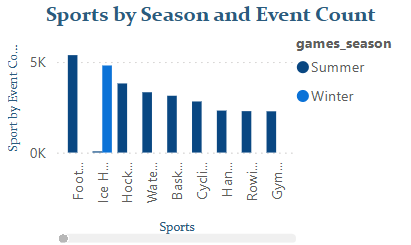 Sports by Season and Event Count
games_season
Summer
Winter
Sport by Event Co...
5K
0K
Foot...
Ice H...
Hock...
Wate...
Bask...
Cycli...
Han...
Rowi...
Gym...
Sports